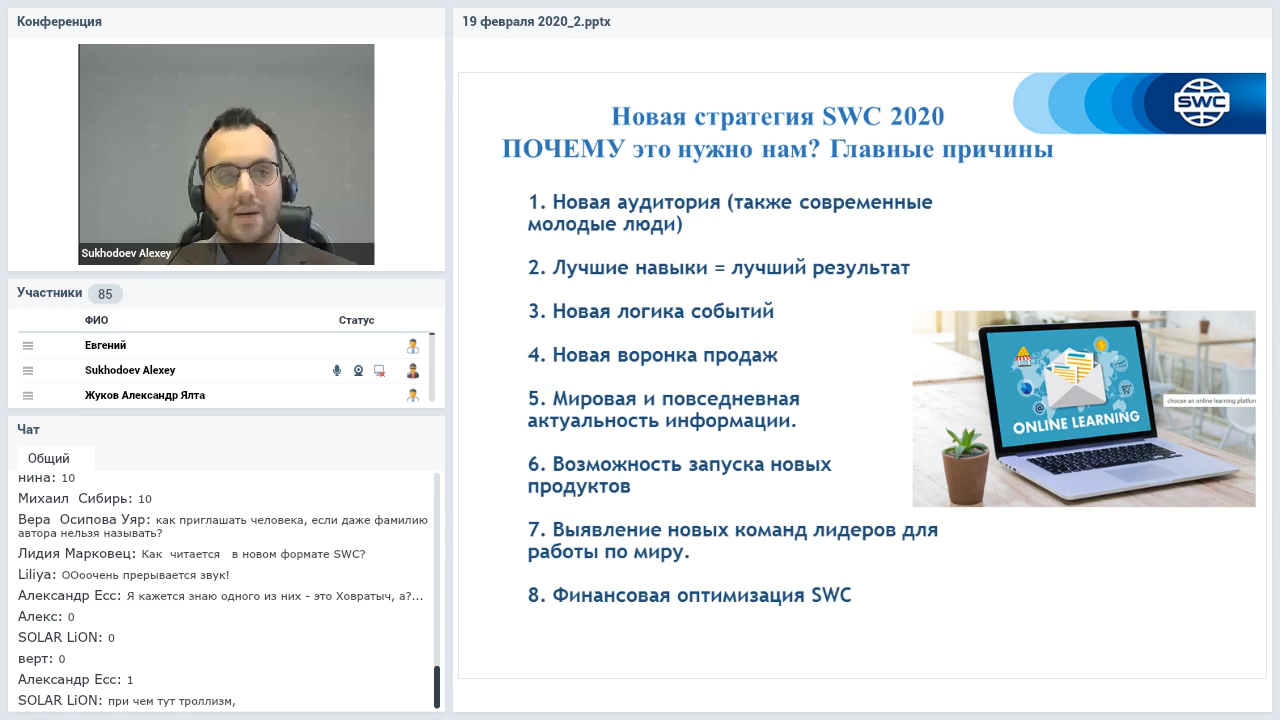 Конференция
Sukhodoev Alexey
Участники 85
ФИО Статус
Евгений
Sukhodoev Alexey
Жуков Александр Ялта
Чат
Общий
нина: 10
Михаил Сибирь: 10
Вера Осипова Уяр: как приглашать человека, если даже фамилию
автора нельзя называть?
Лидия Марковец: Как читается в новом формате SWC?
Liliya: ООооочень прерывается звук!
Александр Есс: Я кажется знаю одного из них - это Ховратыч, а?...
Алекс: 0
SOLAR LiON: 0
верт: 0
Александр Есс: 1
SOLAR LiON: при чем тут троллизм,
19 февраля 2020_2.pptx
SWC
Новая стратегия SWC 2020
ПОЧЕМУ это нужно нам? Главные причины
1. Новая аудитория (также современные
молодые люди)
2. Лучшие навыки = лучший результат
3. Новая логика событий
4. Новая воронка продаж
5. Мировая и повседневная
актуальность информации.
6. Возможность запуска новых
продуктов
7. Выявление новых команд лидеров для
работы по миру.
8. Финансовая оптимизация SWC
ONLINE LEARNING
choose an online learning platfor